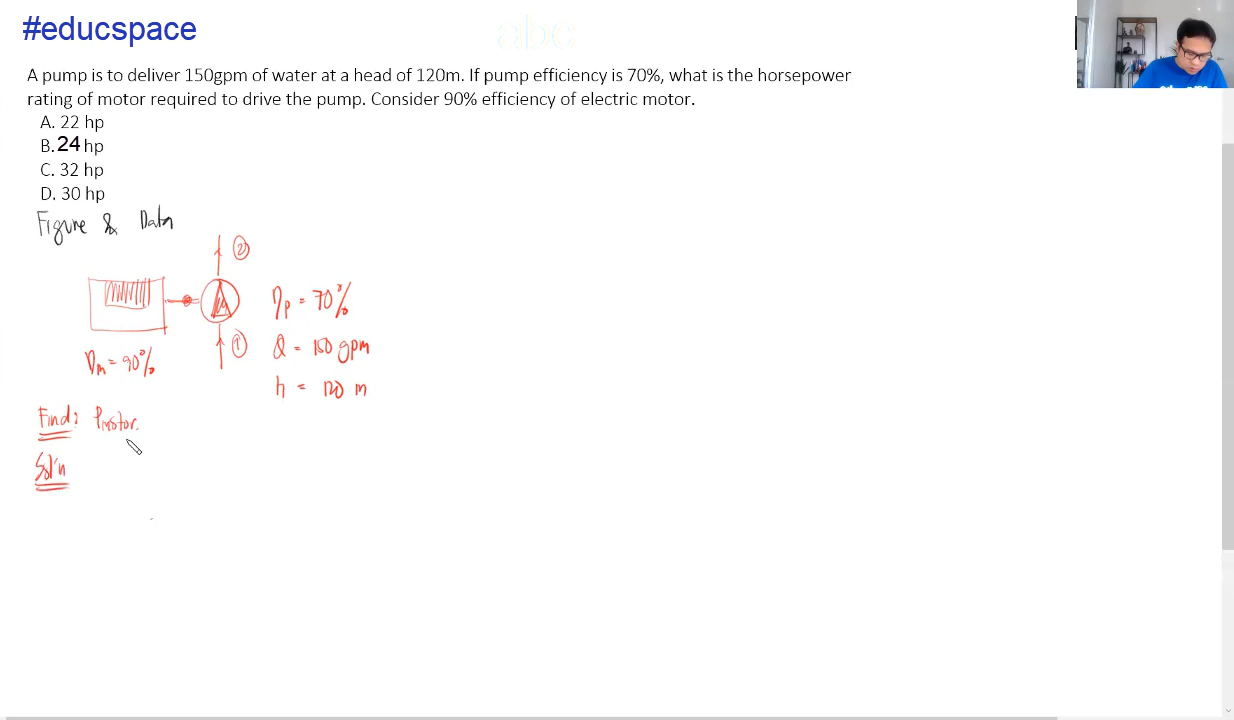 #educspace
abc
A pump is to deliver 150gpm of water at a head of 120m. If pump efficiency is 70%, what is the horsepower
rating of motor required to drive the pump. Consider 90% efficiency of electric motor.
A. 22 hp
B. 24 hp
C. 32 hp
D. 30 hp
Figure & Data
②
ηp = 70%
①
Q = 150 gpm
ηm = 90%
h = 120 m
Find: Pmotor.
Sol'n